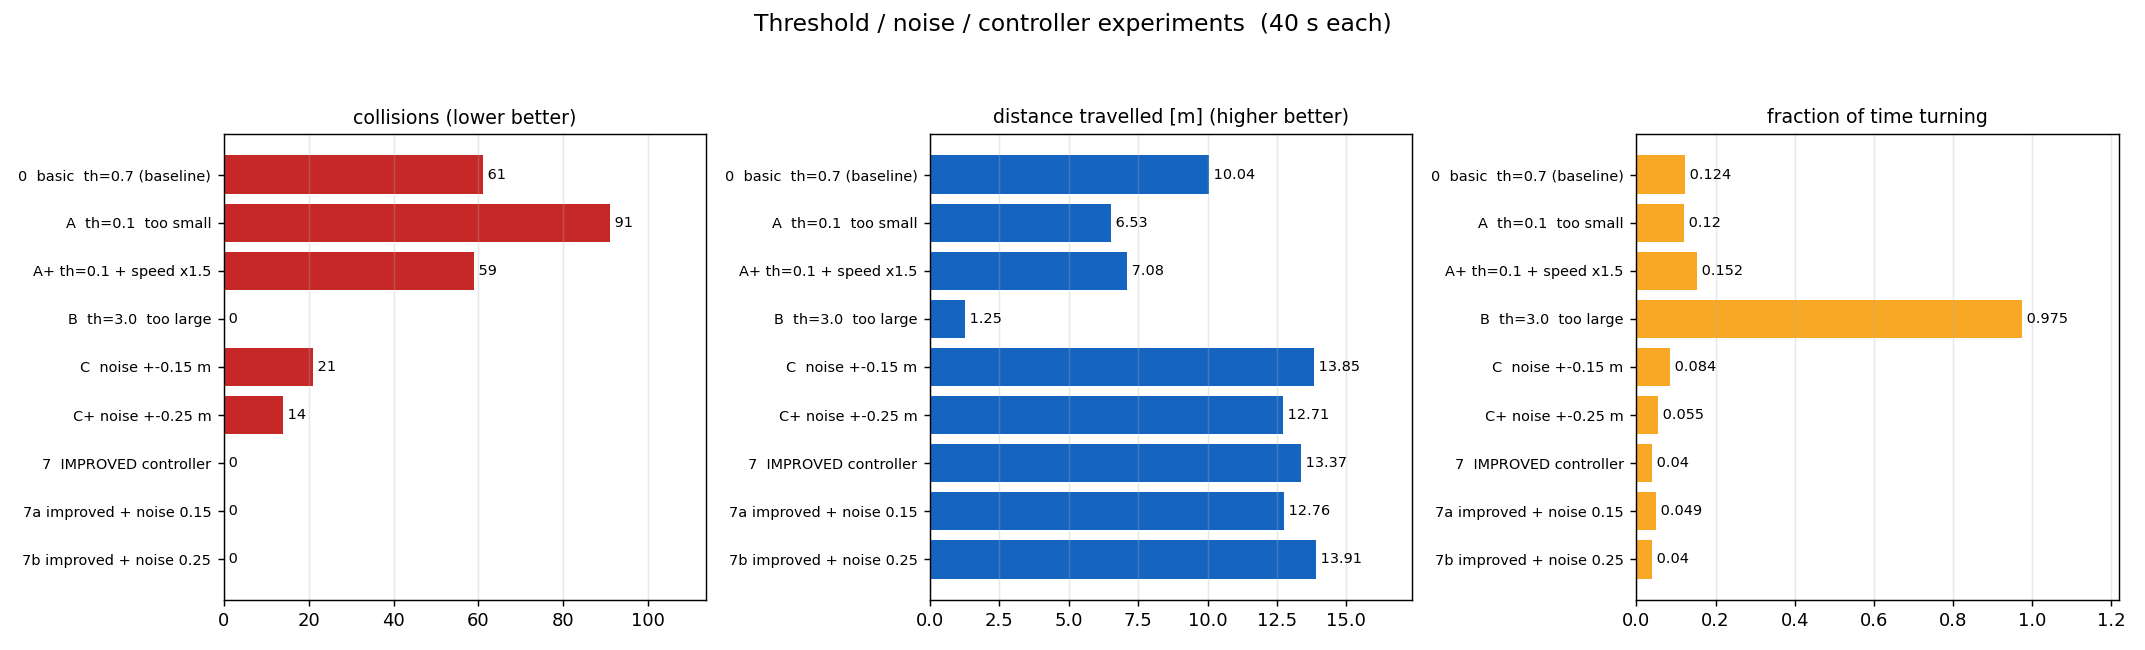 Threshold / noise / controller experiments  (40 s each)
collisions (lower better)
0  basic  th=0.7 (baseline)
61
A  th=0.1  too small
91
A+ th=0.1 + speed x1.5
59
B  th=3.0  too large
0
C  noise +-0.15 m
21
C+ noise +-0.25 m
14
7  IMPROVED controller
0
7a improved + noise 0.15
0
7b improved + noise 0.25
0
0 20 40 60 80 100
distance travelled [m] (higher better)
0  basic  th=0.7 (baseline)
10.04
A  th=0.1  too small
6.53
A+ th=0.1 + speed x1.5
7.08
B  th=3.0  too large
1.25
C  noise +-0.15 m
13.85
C+ noise +-0.25 m
12.71
7  IMPROVED controller
13.37
7a improved + noise 0.15
12.76
7b improved + noise 0.25
13.91
0.0 2.5 5.0 7.5 10.0 12.5 15.0
fraction of time turning
0  basic  th=0.7 (baseline)
0.124
A  th=0.1  too small
0.12
A+ th=0.1 + speed x1.5
0.152
B  th=3.0  too large
0.975
C  noise +-0.15 m
0.084
C+ noise +-0.25 m
0.055
7  IMPROVED controller
0.04
7a improved + noise 0.15
0.049
7b improved + noise 0.25
0.04
0.0 0.2 0.4 0.6 0.8 1.0 1.2